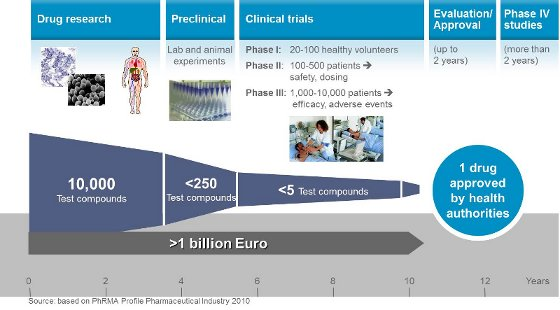 Drug research
Preclinical
Clinical trials
Evaluation/
Approval
Phase IV
studies
Lab and animal
experiments
Phase I: 20-100 healthy volunteers
Phase II: 100-500 patients ➔
safety, dosing
Phase III: 1,000-10,000 patients ➔
efficacy, adverse events
(up to
2 years)
(more than
2 years)
10,000
Test compounds
<250
Test compounds
<5 Test compounds
1 drug
approved
by health
authorities
>1 billion Euro
0 2 4 6 8 10 12 Years
Source: based on PhRMA Profile Pharmaceutical Industry 2010